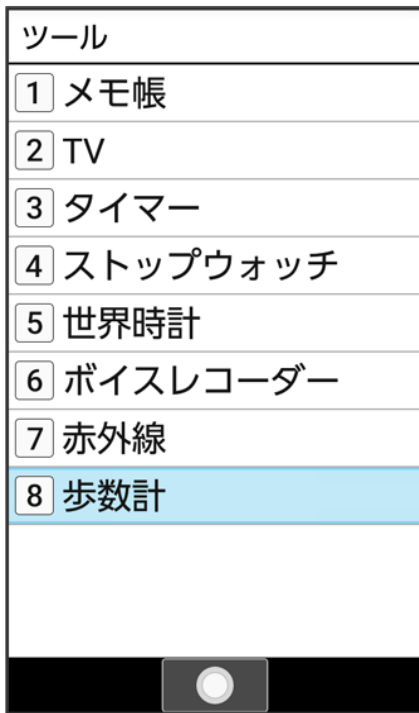 ツール
1 メモ帳
2 TV
3 タイマー
4 ストップウォッチ
5 世界時計
6 ボイスレコーダー
7 赤外線
8 歩数計